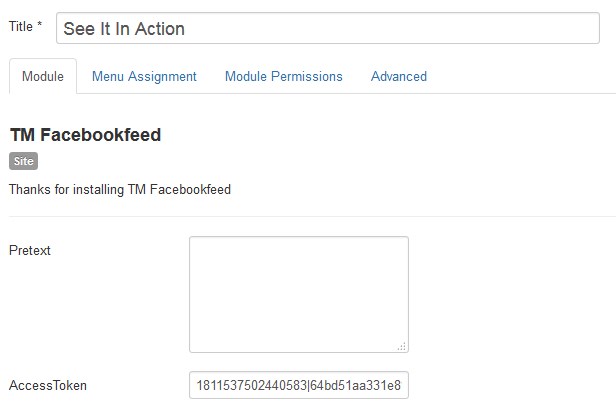 Title * See It In Action
Module Menu Assignment Module Permissions Advanced
TM Facebookfeed
Site
Thanks for installing TM Facebookfeed
Pretext
AccessToken 1811537502440583|64bd51aa331e8